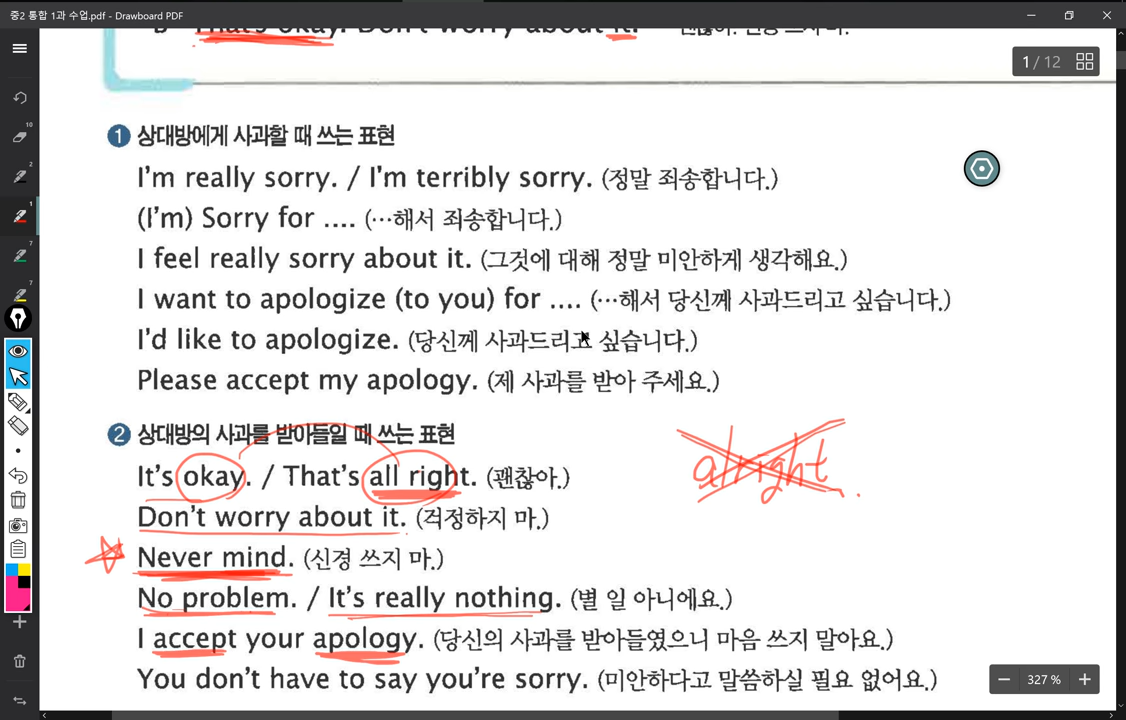 중2 통합 1과 수업.pdf - Drawboard PDF
That's okay. Don't worry about it.
1 / 12
1 상대방에게 사과할 때 쓰는 표현
I'm really sorry. / I'm terribly sorry. (정말 죄송합니다.)
(I'm) Sorry for .... (…해서 죄송합니다.)
I feel really sorry about it. (그것에 대해 정말 미안하게 생각해요.)
I want to apologize (to you) for .... (…해서 당신께 사과드리고 싶습니다.)
I'd like to apologize. (당신께 사과드리고 싶습니다.)
Please accept my apology. (제 사과를 받아 주세요.)
2 상대방의 사과를 받아들일 때 쓰는 표현
It's okay. / That's all right. (괜찮아.)
alright
Don't worry about it. (걱정하지 마.)
Never mind. (신경 쓰지 마.)
No problem. / It's really nothing. (별 일 아니에요.)
I accept your apology. (당신의 사과를 받아들였으니 마음 쓰지 말아요.)
You don't have to say you're sorry. (미안하다고 말씀하실 필요 없어요.)
327 %
10
2
1
7
7